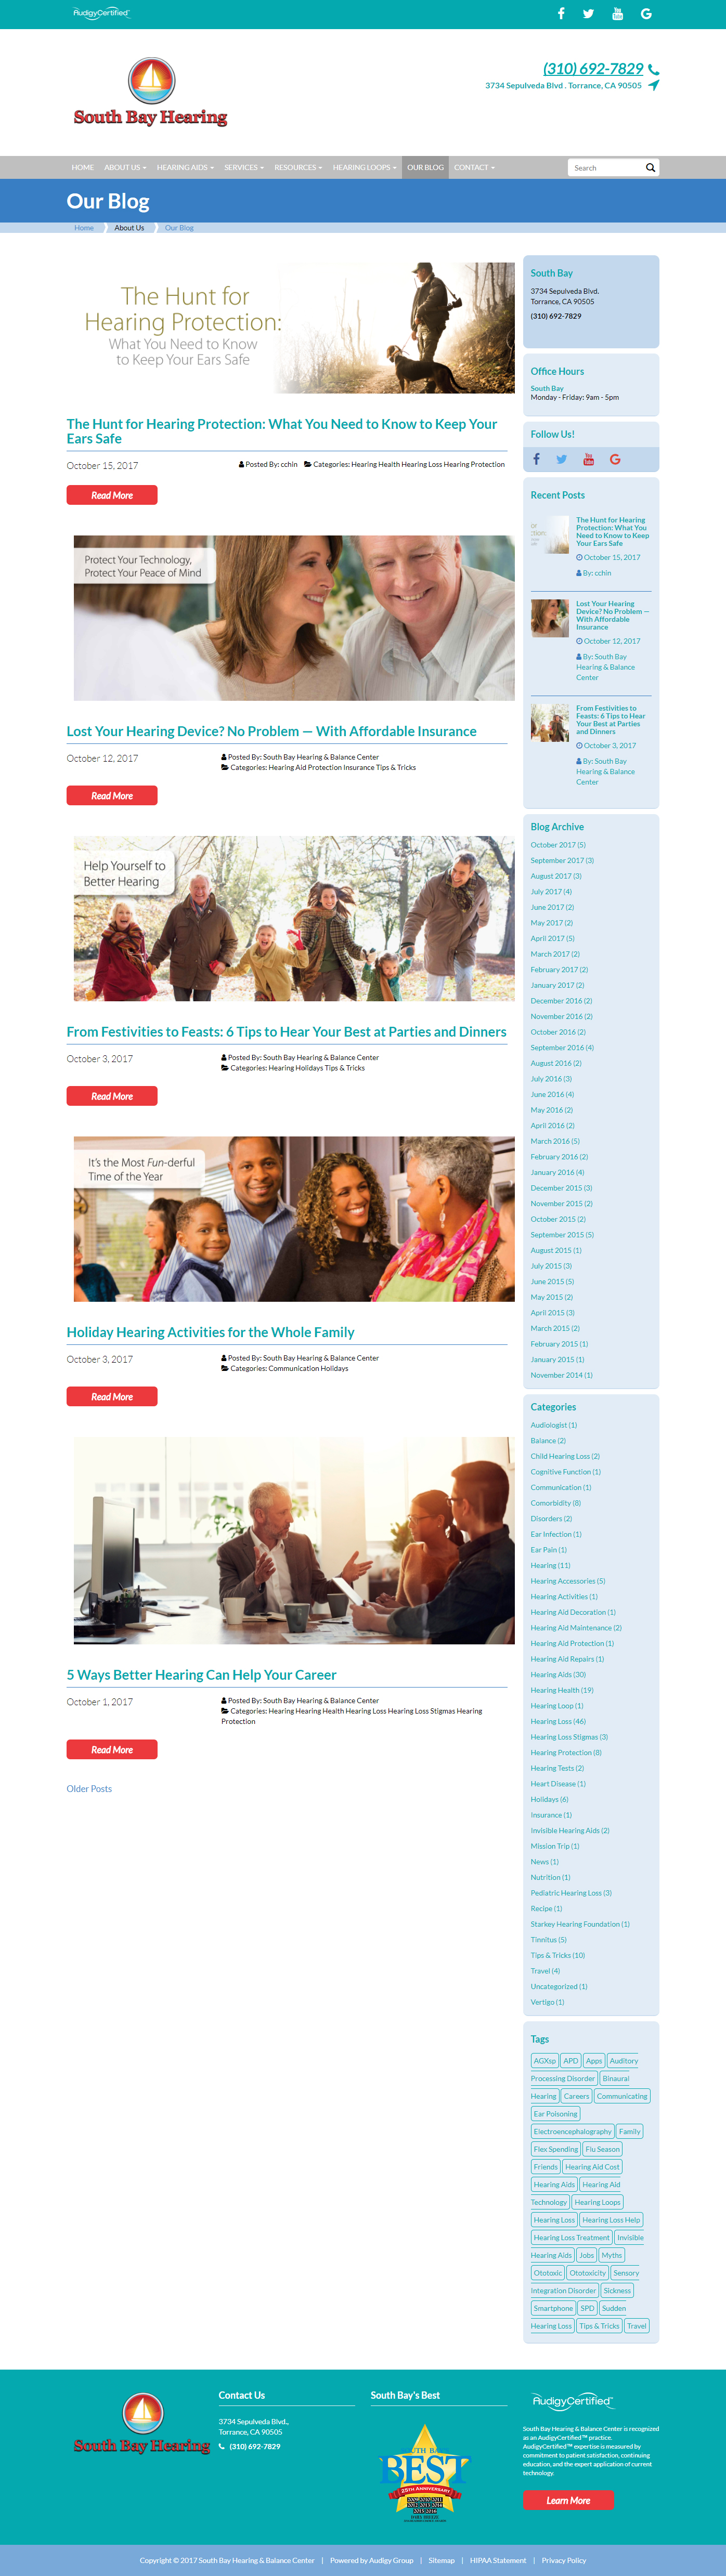 AudigyCertified™
South Bay Hearing
(310) 692-7829
3734 Sepulveda Blvd . Torrance, CA 90505
HOME ABOUT US HEARING AIDS SERVICES RESOURCES HEARING LOOPS OUR BLOG CONTACT Search
Our Blog
Home About Us Our Blog
The Hunt for
Hearing Protection:
What You Need to Know
to Keep Your Ears Safe
The Hunt for Hearing Protection: What You Need to Know to Keep Your
Ears Safe
October 15, 2017 Posted By: cchin Categories: Hearing Health Hearing Loss Hearing Protection
Read More
Protect Your Technology,
Protect Your Peace of Mind
Lost Your Hearing Device? No Problem — With Affordable Insurance
October 12, 2017 Posted By: South Bay Hearing & Balance Center
Categories: Hearing Aid Protection Insurance Tips & Tricks
Read More
Help Yourself to
Better Hearing
From Festivities to Feasts: 6 Tips to Hear Your Best at Parties and Dinners
October 3, 2017 Posted By: South Bay Hearing & Balance Center
Categories: Hearing Holidays Tips & Tricks
Read More
It's the Most Fun-derful
Time of the Year
Holiday Hearing Activities for the Whole Family
October 3, 2017 Posted By: South Bay Hearing & Balance Center
Categories: Communication Holidays
Read More
5 Ways Better Hearing Can Help Your Career
October 1, 2017 Posted By: South Bay Hearing & Balance Center
Categories: Hearing Hearing Health Hearing Loss Hearing Loss Stigmas Hearing
Protection
Read More
Older Posts
South Bay
3734 Sepulveda Blvd.
Torrance, CA 90505
(310) 692-7829
Office Hours
South Bay
Monday - Friday: 9am - 5pm
Follow Us!
Recent Posts
The Hunt for Hearing
Protection: What You
Need to Know to Keep
Your Ears Safe
October 15, 2017
By: cchin
Lost Your Hearing
Device? No Problem —
With Affordable
Insurance
October 12, 2017
By: South Bay
Hearing & Balance
Center
From Festivities to
Feasts: 6 Tips to Hear
Your Best at Parties
and Dinners
October 3, 2017
By: South Bay
Hearing & Balance
Center
Blog Archive
October 2017 (5)
September 2017 (3)
August 2017 (3)
July 2017 (4)
June 2017 (2)
May 2017 (2)
April 2017 (5)
March 2017 (2)
February 2017 (2)
January 2017 (2)
December 2016 (2)
November 2016 (2)
October 2016 (2)
September 2016 (4)
August 2016 (2)
July 2016 (3)
June 2016 (4)
May 2016 (2)
April 2016 (2)
March 2016 (5)
February 2016 (2)
January 2016 (4)
December 2015 (3)
November 2015 (2)
October 2015 (2)
September 2015 (5)
August 2015 (1)
July 2015 (3)
June 2015 (5)
May 2015 (2)
April 2015 (3)
March 2015 (2)
February 2015 (1)
January 2015 (1)
November 2014 (1)
Categories
Audiologist (1)
Balance (2)
Child Hearing Loss (2)
Cognitive Function (1)
Communication (1)
Comorbidity (8)
Disorders (2)
Ear Infection (1)
Ear Pain (1)
Hearing (11)
Hearing Accessories (5)
Hearing Activities (1)
Hearing Aid Decoration (1)
Hearing Aid Maintenance (2)
Hearing Aid Protection (1)
Hearing Aid Repairs (1)
Hearing Aids (30)
Hearing Health (19)
Hearing Loop (1)
Hearing Loss (46)
Hearing Loss Stigmas (3)
Hearing Protection (8)
Hearing Tests (2)
Heart Disease (1)
Holidays (6)
Insurance (1)
Invisible Hearing Aids (2)
Mission Trip (1)
News (1)
Nutrition (1)
Pediatric Hearing Loss (3)
Recipe (1)
Starkey Hearing Foundation (1)
Tinnitus (5)
Tips & Tricks (10)
Travel (4)
Uncategorized (1)
Vertigo (1)
Tags
AGXsp APD Apps Auditory
Processing Disorder Binaural
Hearing Careers Communicating
Ear Poisoning
Electroencephalography Family
Flex Spending Flu Season
Friends Hearing Aid Cost
Hearing Aids Hearing Aid
Technology Hearing Loops
Hearing Loss Hearing Loss Help
Hearing Loss Treatment Invisible
Hearing Aids Jobs Myths
Ototoxic Ototoxicity Sensory
Integration Disorder Sickness
Smartphone SPD Sudden
Hearing Loss Tips & Tricks Travel
South Bay Hearing
Contact Us
3734 Sepulveda Blvd.,
Torrance, CA 90505
(310) 692-7829
South Bay's Best
SOUTH BAY'S
BEST
25TH ANNIVERSARY
AudigyCertified™
South Bay Hearing & Balance Center is recognized
as an AudigyCertified™ practice.
AudigyCertified™ expertise is measured by
commitment to patient satisfaction, continuing
education, and the expert application of current
technology.
Learn More
Copyright © 2017 South Bay Hearing & Balance Center | Powered by Audigy Group | Sitemap | HIPAA Statement | Privacy Policy